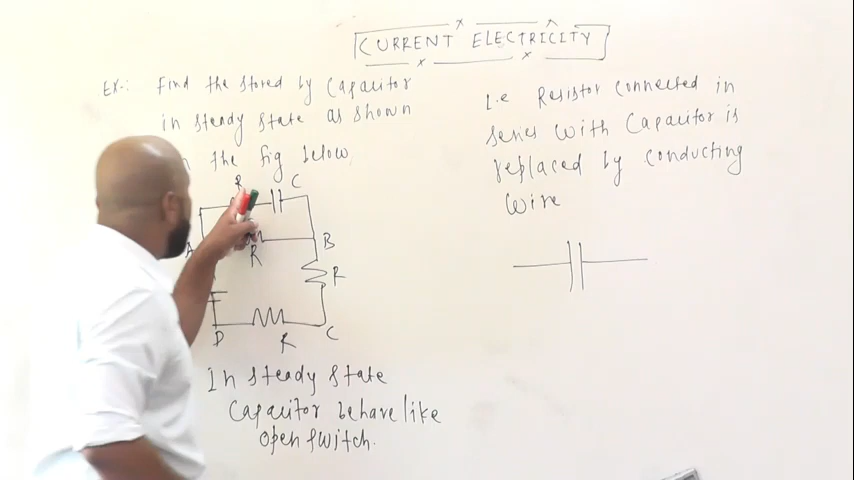 CURRENT ELECTRICITY
Ex-: Find the stored by Capacitor
in steady state as shown
the fig below
R C
A B
R
R
D C
R
In steady state
Capacitor behave like
open switch.
i.e Resistor connected in
series with Capacitor is
replaced by conducting
wire